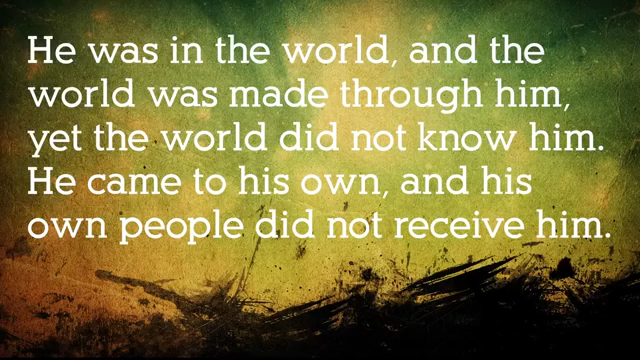 He was in the world, and the
world was made through him,
yet the world did not know him.
He came to his own, and his
own people did not receive him.